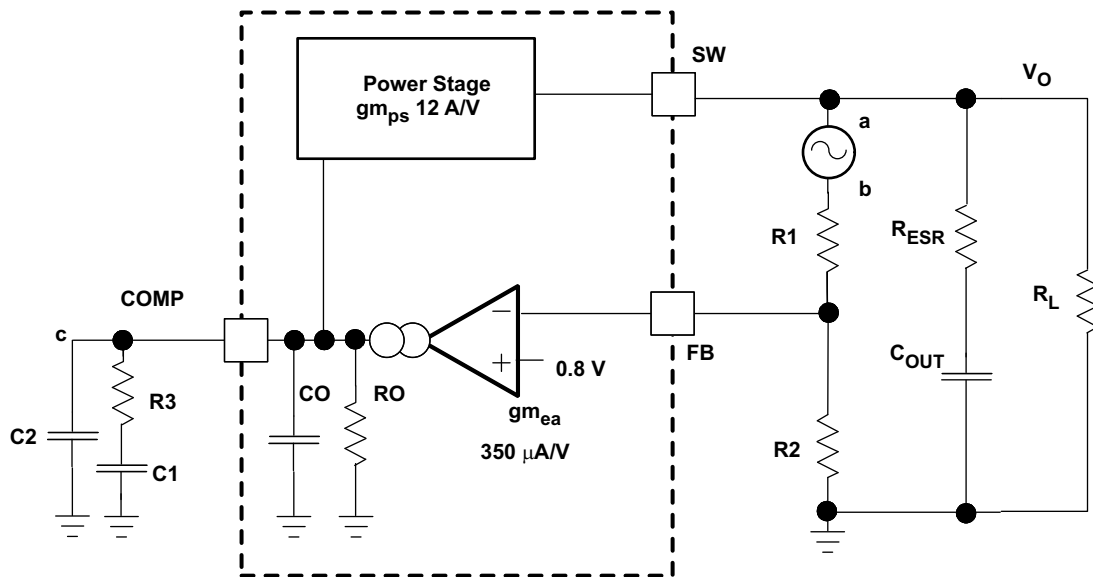 SW
Power Stage
gm_ps 12 A/V
V_O
a
b
R1
R_ESR
R_L
COMP
c
FB
0.8 V
C_OUT
R3
CO
RO
gm_ea
C2
C1
350 µA/V
R2